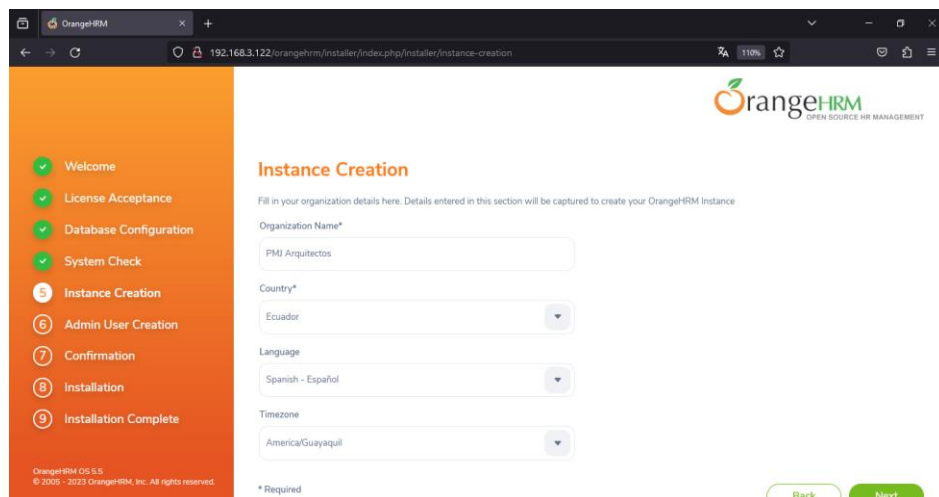 OrangeHRM
192.168.3.122/orangehrm/installer/index.php/installer/instance-creation
110%
OrangeHRM
OPEN SOURCE HR MANAGEMENT
Welcome
License Acceptance
Database Configuration
System Check
5 Instance Creation
6 Admin User Creation
7 Confirmation
8 Installation
9 Installation Complete
OrangeHRM OS 5.5
© 2005 - 2023 OrangeHRM, Inc. All rights reserved.
Instance Creation
Fill in your organization details here. Details entered in this section will be captured to create your OrangeHRM Instance
Organization Name*
PMJ Arquitectos
Country*
Ecuador
Language
Spanish - Español
Timezone
America/Guayaquil
* Required
Back
Next